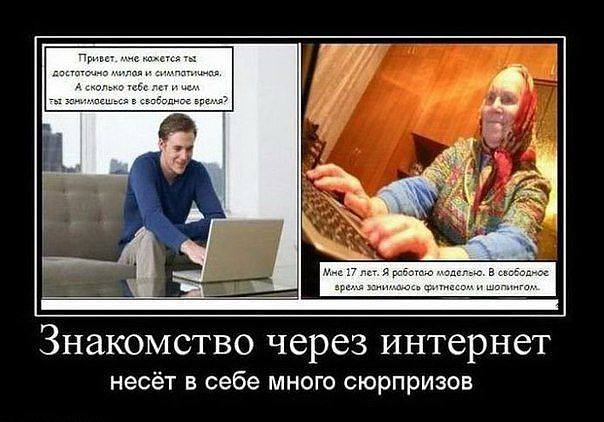 Привет, мне кажется ты
достаточно милая и симпатичная.
А сколько тебе лет и чем
ты занимаешься в свободное время?
Мне 17 лет. Я работаю моделью. В свободное
время занимаюсь фитнесом и шопингом.
Знакомство через интернет
несёт в себе много сюрпризов